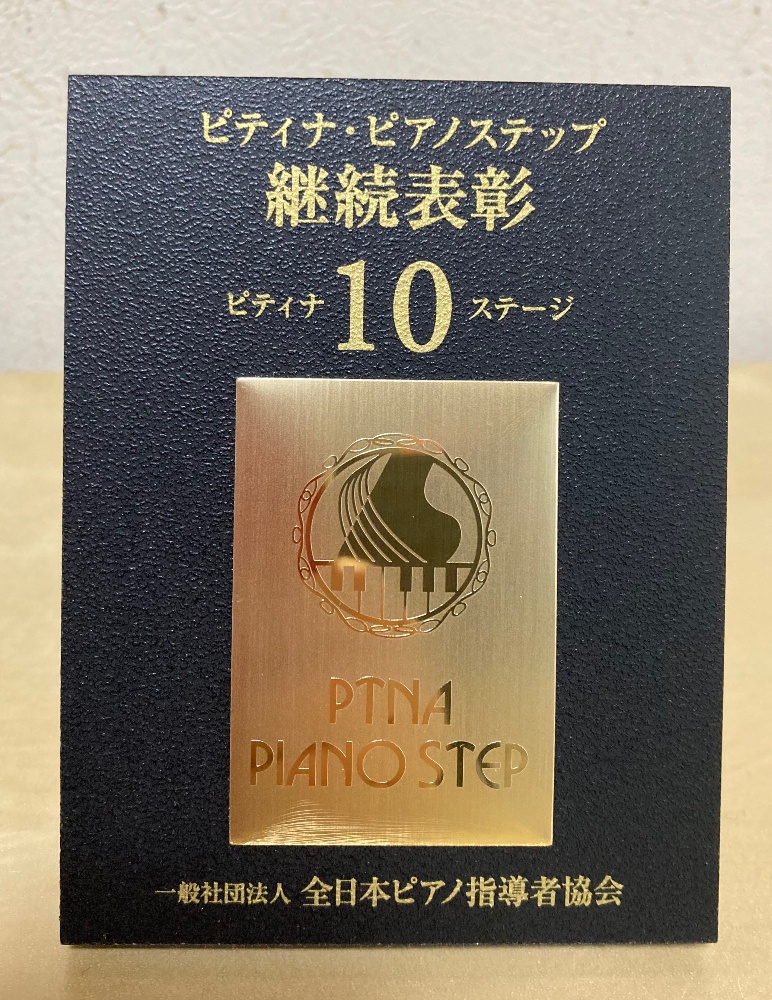 ピティナ・ピアノステップ
継続表彰
ピティナ 10 ステージ
PTNA
PIANO STEP
一般社団法人 全日本ピアノ指導者協会